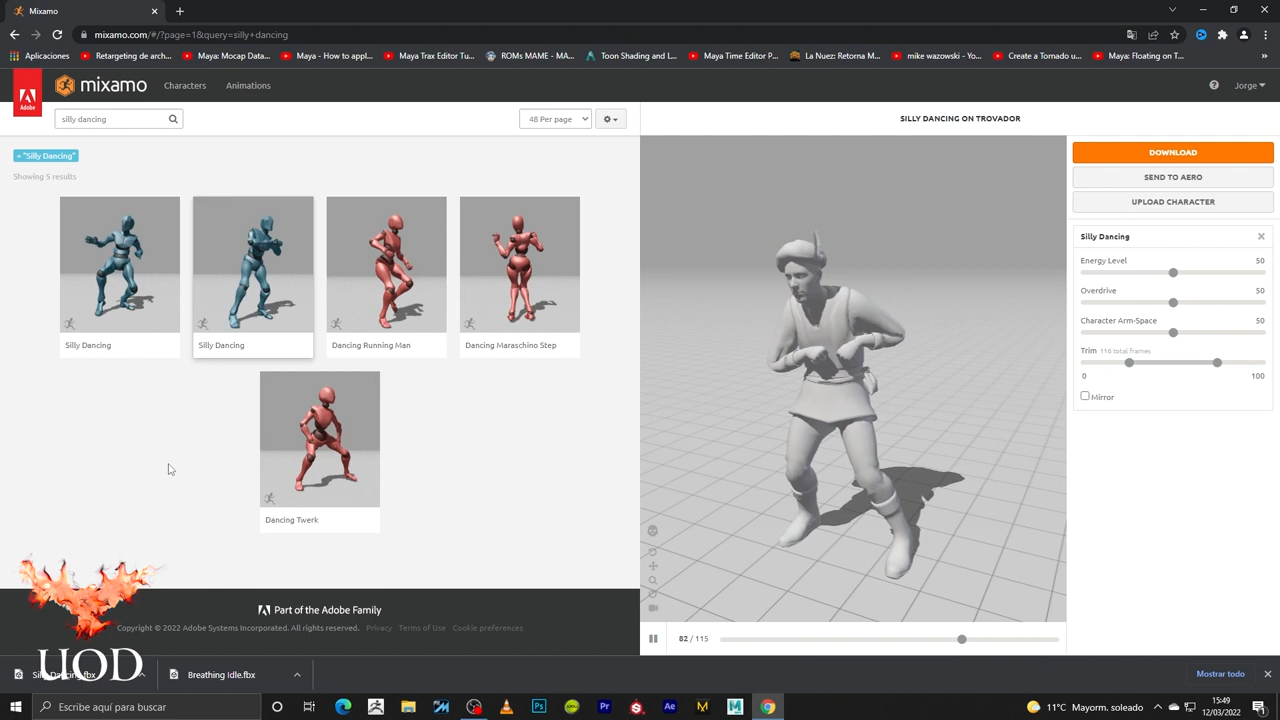 Mixamo
mixamo.com/#/?page=1&query=silly+dancing
Aplicaciones
Retargeting de arch...
Maya: Mocap Data...
Maya - How to appl...
Maya Trax Editor Tu...
ROMs MAME - MA...
Toon Shading and L...
Maya Time Editor P...
La Nuez: Retorna M...
mike wazowski - Yo...
Create a Tornado u...
Maya: Floating on T...
Adobe
mixamo
Characters
Animations
Jorge
silly dancing
48 Per page
SILLY DANCING ON TROVADOR
× "Silly Dancing"
Showing 5 results
DOWNLOAD
SEND TO AERO
UPLOAD CHARACTER
Silly Dancing
Energy Level 50
Overdrive 50
Character Arm-Space 50
Trim 116 total frames
0 100
Mirror
Silly Dancing
Silly Dancing
Dancing Running Man
Dancing Maraschino Step
Dancing Twerk
Part of the Adobe Family
Copyright © 2022 Adobe Systems Incorporated. All rights reserved. Privacy Terms of Use Cookie preferences
82 / 115
UOD
Silly Dancing.fbx
Breathing Idle.fbx
Mostrar todo
Escribe aquí para buscar
11°C Mayorm. soleado
15:49
12/03/2022